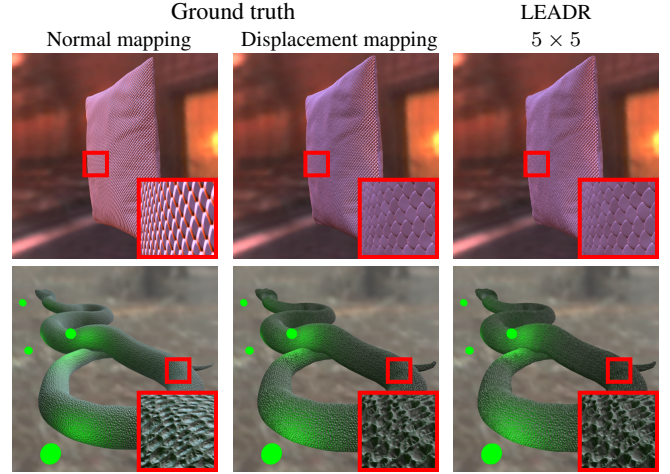 Ground truth
LEADR
Normal mapping
Displacement mapping
5 × 5